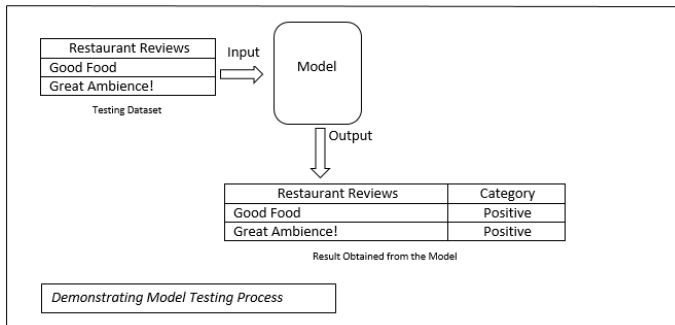 Restaurant Reviews
Good Food
Great Ambience!
Testing Dataset
Input
Model
Output
Restaurant Reviews Category
Good Food Positive
Great Ambience! Positive
Result Obtained from the Model
Demonstrating Model Testing Process